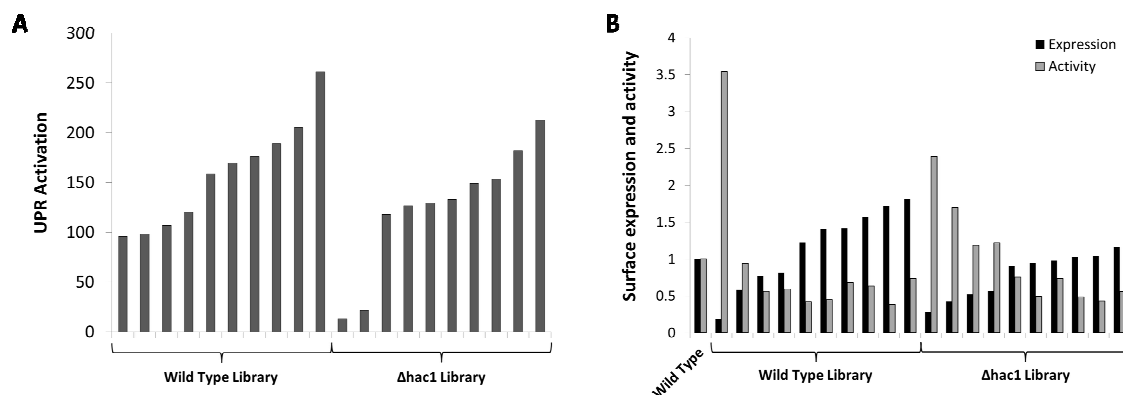 A
UPR Activation
300
250
200
150
100
50
0
Wild Type Library
Δhac1 Library
B
Surface expression and activity
4
3.5
3
2.5
2
1.5
1
0.5
0
Expression
Activity
Wild Type
Wild Type Library
Δhac1 Library